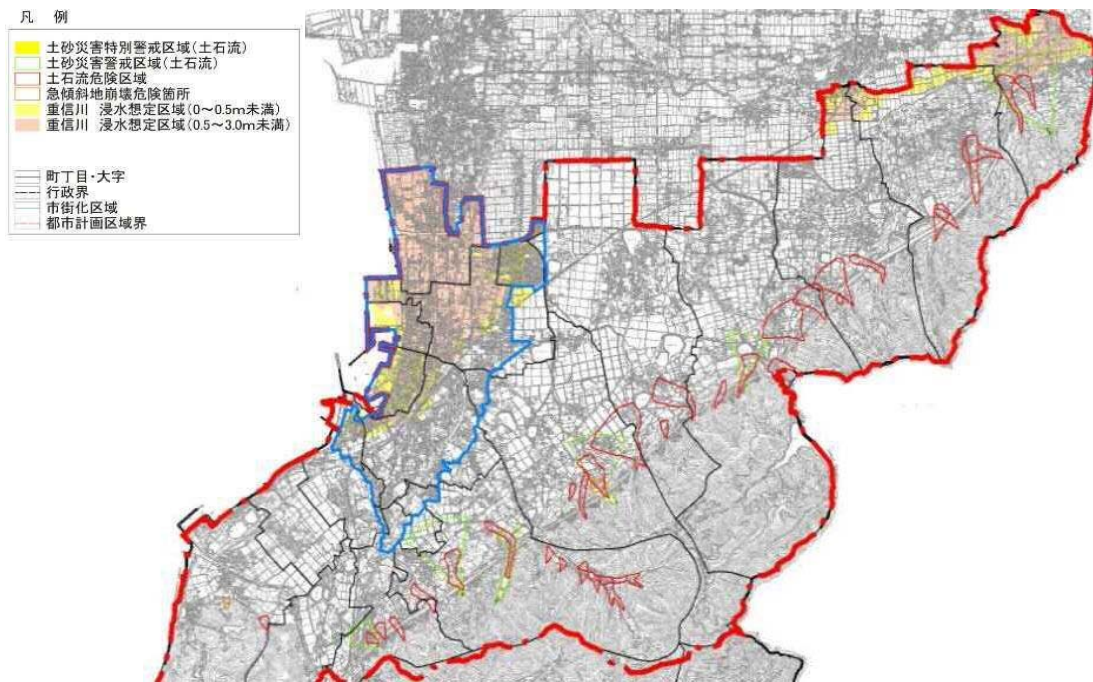 凡 例
土砂災害特別警戒区域(土石流)
土砂災害警戒区域(土石流)
土石流危険区域
急傾斜地崩壊危険箇所
重信川 浸水想定区域(0~0.5m未満)
重信川 浸水想定区域(0.5~3.0m未満)
町丁目・大字
行政界
市街化区域
都市計画区域界